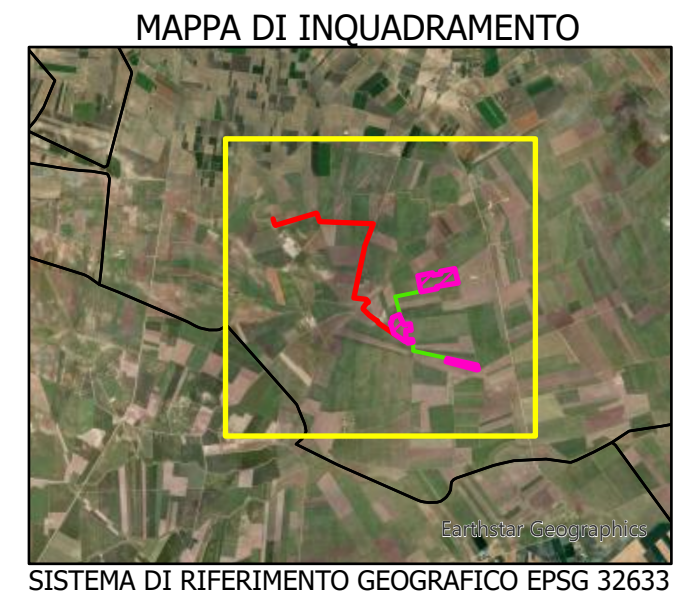 MAPPA DI INQUADRAMENTO
Earthstar Geographics
SISTEMA DI RIFERIMENTO GEOGRAFICO EPSG 32633